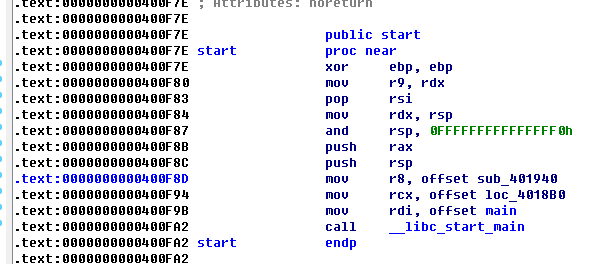 .text:0000000000400F7E ; Attributes: noreturn
.text:0000000000400F7E
.text:0000000000400F7E public start
.text:0000000000400F7E start proc near
.text:0000000000400F7E xor ebp, ebp
.text:0000000000400F80 mov r9, rdx
.text:0000000000400F83 pop rsi
.text:0000000000400F84 mov rdx, rsp
.text:0000000000400F87 and rsp, 0FFFFFFFFFFFFFFF0h
.text:0000000000400F8B push rax
.text:0000000000400F8C push rsp
.text:0000000000400F8D mov r8, offset sub_401940
.text:0000000000400F94 mov rcx, offset loc_4018B0
.text:0000000000400F9B mov rdi, offset main
.text:0000000000400FA2 call __libc_start_main
.text:0000000000400FA2 start endp
.text:0000000000400FA2